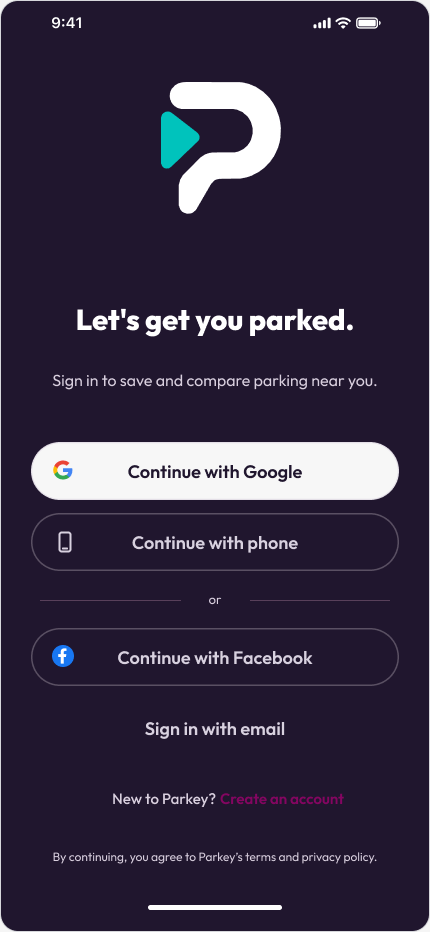 9:41
Let's get you parked.
Sign in to save and compare parking near you.
Continue with Google
Continue with phone
or
Continue with Facebook
Sign in with email
New to Parkey? Create an account
By continuing, you agree to Parkey's terms and privacy policy.